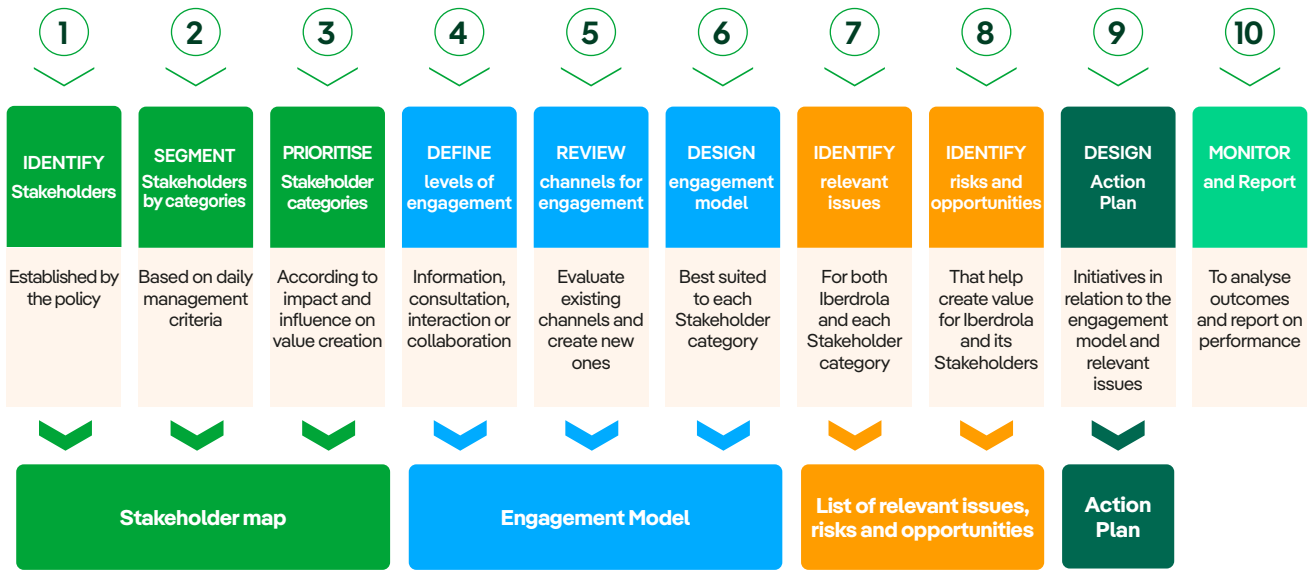 1
2
3
4
5
6
7
8
9
10
IDENTIFY
Stakeholders
SEGMENT
Stakeholders
by categories
PRIORITISE
Stakeholder
categories
DEFINE
levels of
engagement
REVIEW
channels for
engagement
DESIGN
engagement
model
IDENTIFY
relevant
issues
IDENTIFY
risks and
opportunities
DESIGN
Action
Plan
MONITOR
and Report
Established by
the policy
Based on daily
management
criteria
According to
impact and
influence on
value creation
Information,
consultation,
interaction or
collaboration
Evaluate
existing
channels and
create new
ones
Best suited
to each
Stakeholder
category
For both
Iberdrola
and each
Stakeholder
category
That help
create value
for Iberdrola
and its
Stakeholders
Initiatives in
relation to the
engagement
model and
relevant
issues
To analyse
outcomes
and report on
performance
Stakeholder map
Engagement Model
List of relevant issues,
risks and opportunities
Action
Plan